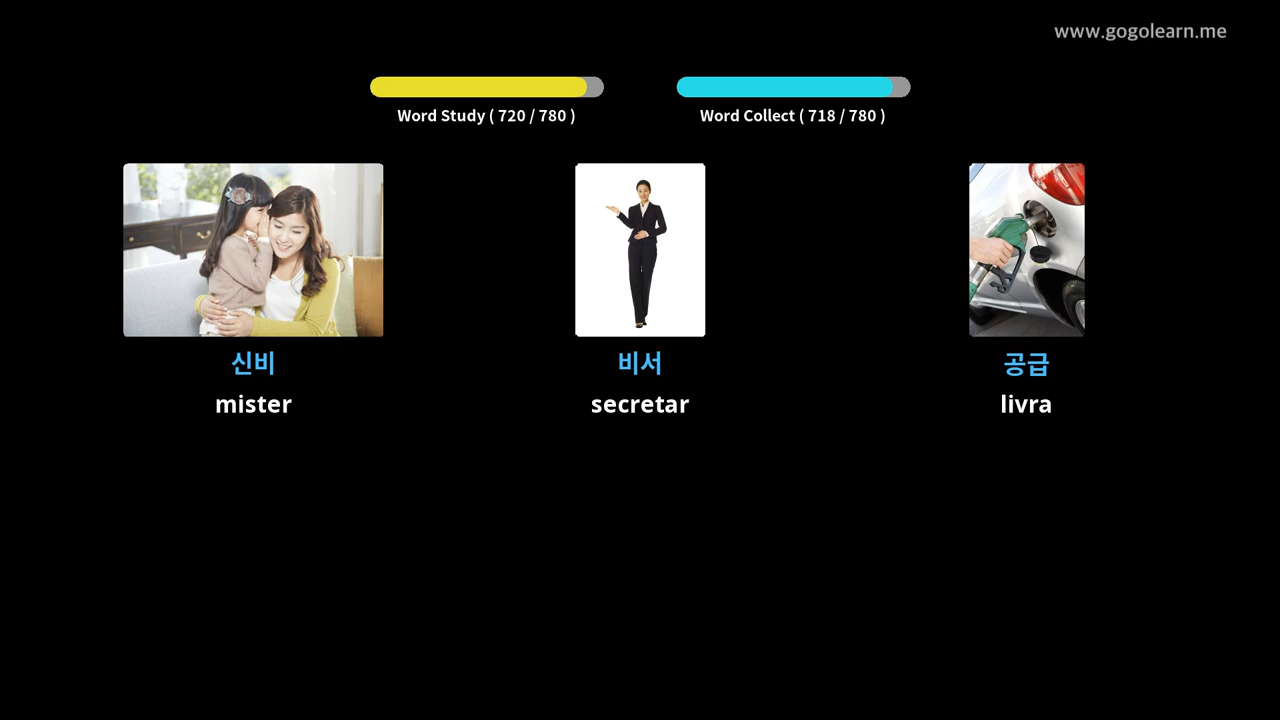 www.gogolearn.me
Word Study ( 720 / 780 )
Word Collect ( 718 / 780 )
신비
비서
공급
mister
secretar
livra